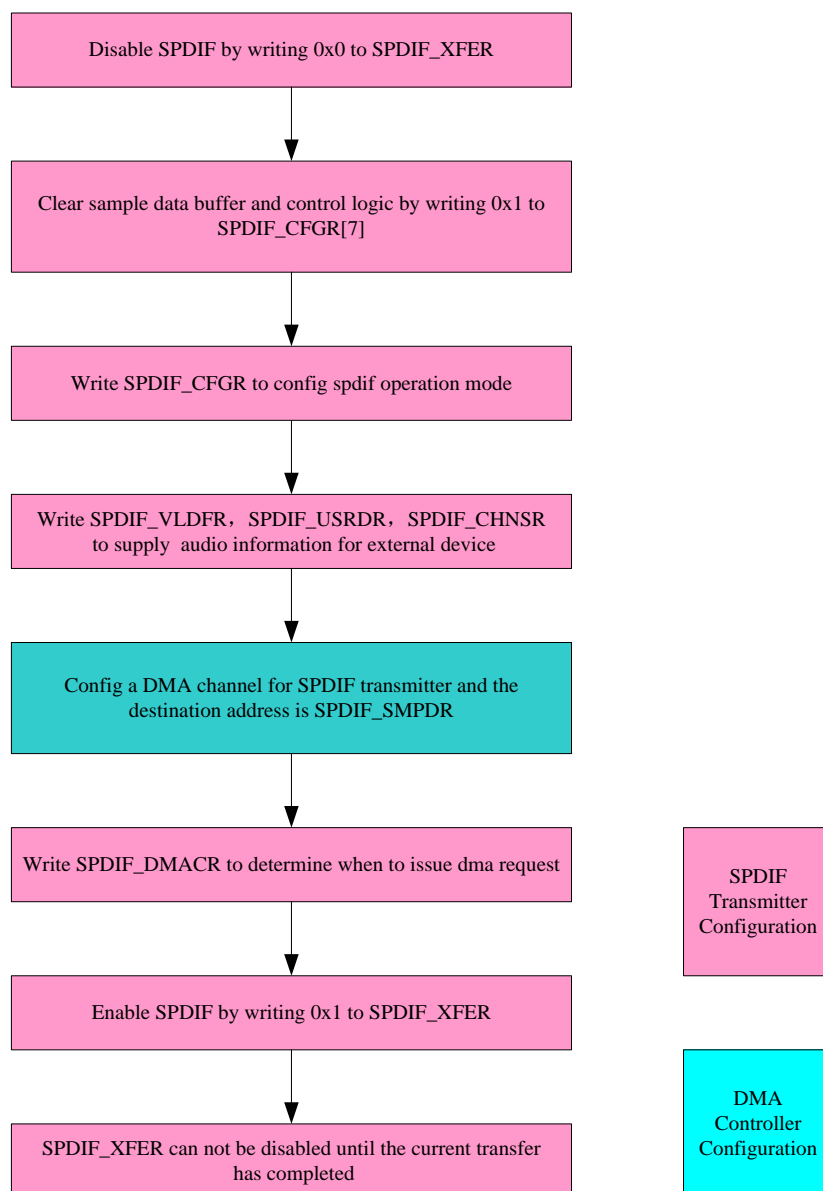 Disable SPDIF by writing 0x0 to SPDIF_XFER
Clear sample data buffer and control logic by writing 0x1 to
SPDIF_CFGR[7]
Write SPDIF_CFGR to config spdif operation mode
Write SPDIF_VLDFR，SPDIF_USRDR，SPDIF_CHNSR
to supply  audio information for external device
Config a DMA channel for SPDIF transmitter and the
destination address is SPDIF_SMPDR
Write SPDIF_DMACR to determine when to issue dma request
Enable SPDIF by writing 0x1 to SPDIF_XFER
SPDIF_XFER can not be disabled until the current transfer
has completed
SPDIF
Transmitter
Configuration
DMA
Controller
Configuration